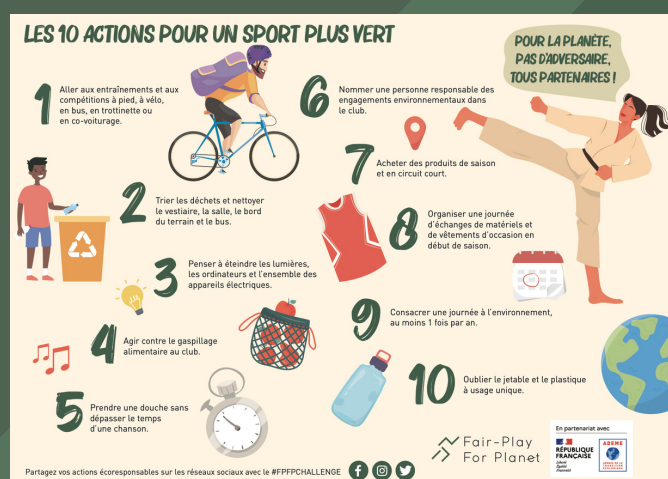 LES 10 ACTIONS POUR UN SPORT PLUS VERT
POUR LA PLANÈTE,
PAS D'ADVERSAIRE,
TOUS PARTENAIRES !
1
Aller aux entraînements et aux
compétitions à pied, à vélo,
en bus, en trottinette ou
en co-voiturage.
2
Trier les déchets et nettoyer
le vestiaire, la salle, le bord
du terrain et le bus.
3
Penser à éteindre les lumières,
les ordinateurs et l'ensemble des
appareils électriques.
4
Agir contre le gaspillage
alimentaire au club.
5
Prendre une douche sans
dépasser le temps
d'une chanson.
6
Nommer une personne responsable des
engagements environnementaux dans
le club.
7
Acheter des produits de saison
et en circuit court.
8
Organiser une journée
d'échanges de matériels et
de vêtements d'occasion en
début de saison.
9
Consacrer une journée à l'environnement,
au moins 1 fois par an.
10
Oublier le jetable et le plastique
à usage unique.
Fair-Play
For Planet
En partenariat avec
RÉPUBLIQUE
FRANÇAISE
Liberté
Égalité
Fraternité
ADEME
AGENCE DE LA
TRANSITION
ÉCOLOGIQUE
Partagez vos actions écoresponsables sur les réseaux sociaux avec le #FPFPCHALLENGE